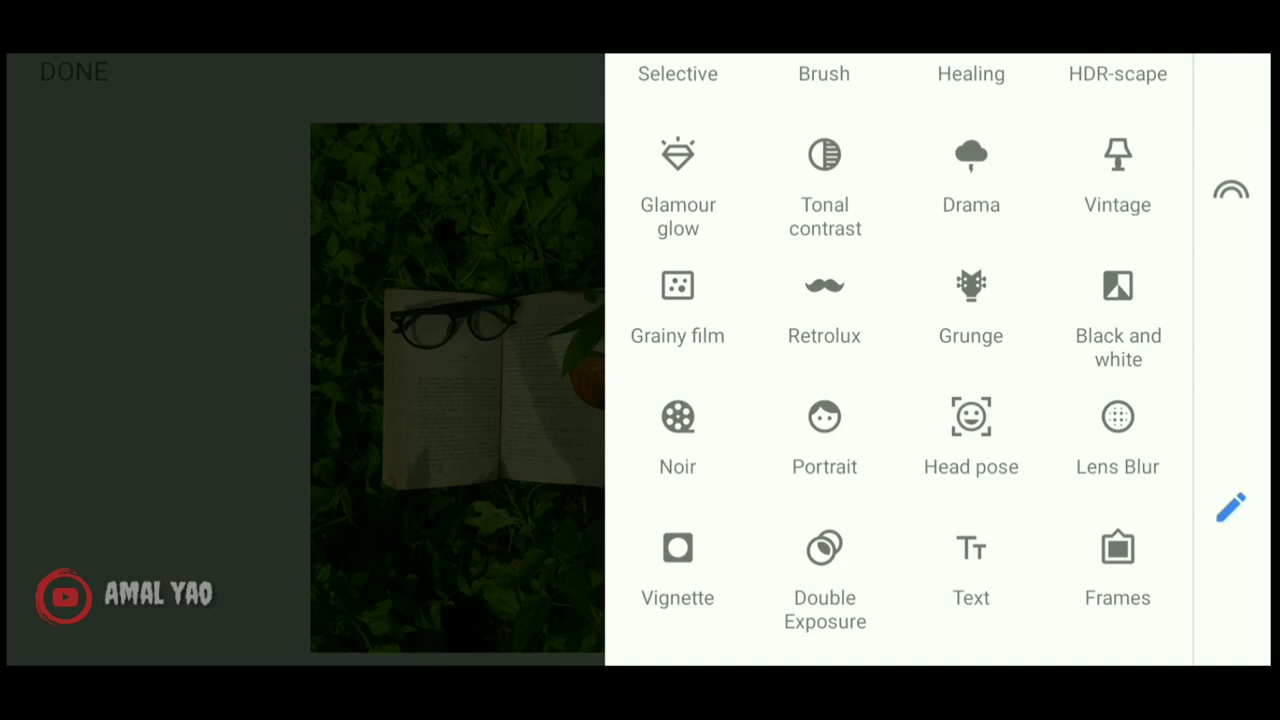 DONE
Selective
Brush
Healing
HDR-scape
Glamour
glow
Tonal
contrast
Drama
Vintage
Grainy film
Retrolux
Grunge
Black and
white
Noir
Portrait
Head pose
Lens Blur
Vignette
Double
Exposure
Text
Frames
AMAL YAO